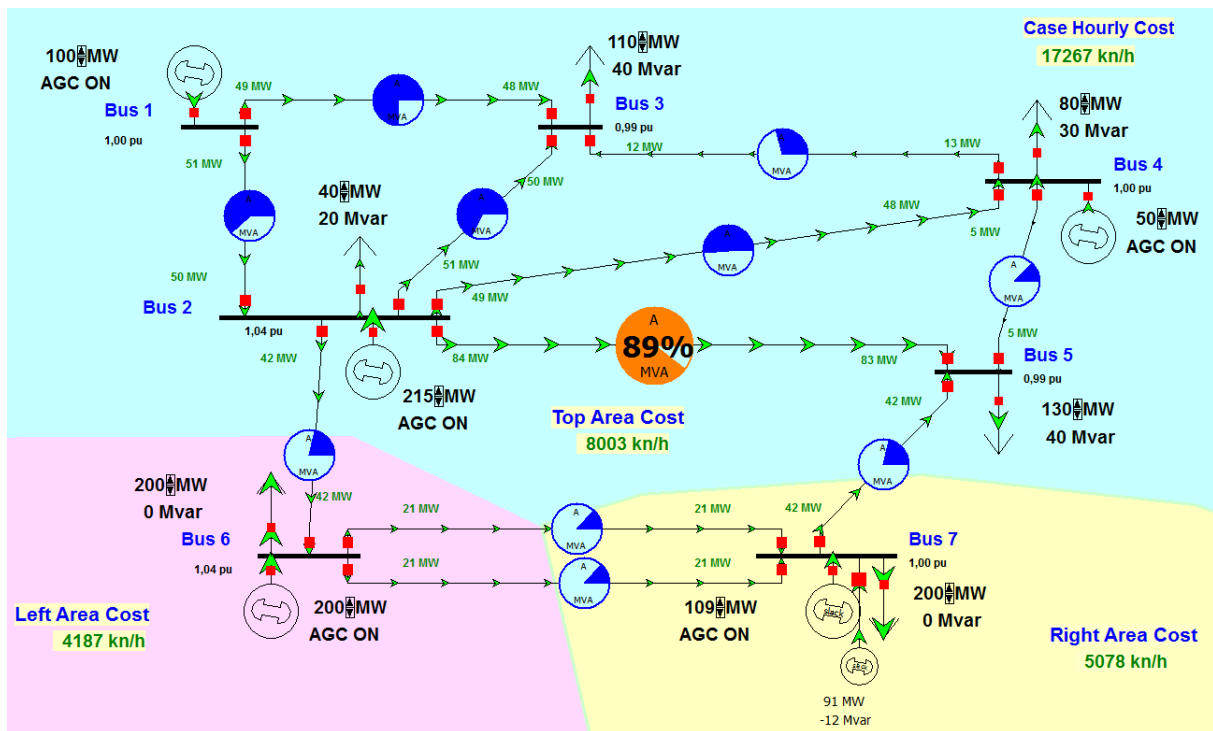 Case Hourly Cost
17267 kn/h
100 MW
AGC ON
Bus 1
1,00 pu
49 MW
A
MVA
48 MW
110 MW
40 Mvar
Bus 3
0,99 pu
12 MW
A
MVA
13 MW
80 MW
30 Mvar
Bus 4
1,00 pu
50 MW
AGC ON
51 MW
A
MVA
50 MW
40 MW
20 Mvar
50 MW
A
MVA
51 MW
48 MW
5 MW
A
MVA
49 MW
A
MVA
5 MW
Bus 2
1,04 pu
42 MW
84 MW
A
89%
MVA
83 MW
Bus 5
0,99 pu
42 MW
130 MW
40 Mvar
215 MW
AGC ON
Top Area Cost
8003 kn/h
A
MVA
42 MW
A
MVA
42 MW
200 MW
0 Mvar
Bus 6
1,04 pu
21 MW
A
MVA
21 MW
21 MW
A
MVA
21 MW
Bus 7
1,00 pu
200 MW
AGC ON
109 MW
AGC ON
slack
200 MW
0 Mvar
91 MW
-12 Mvar
Left Area Cost
4187 kn/h
Right Area Cost
5078 kn/h